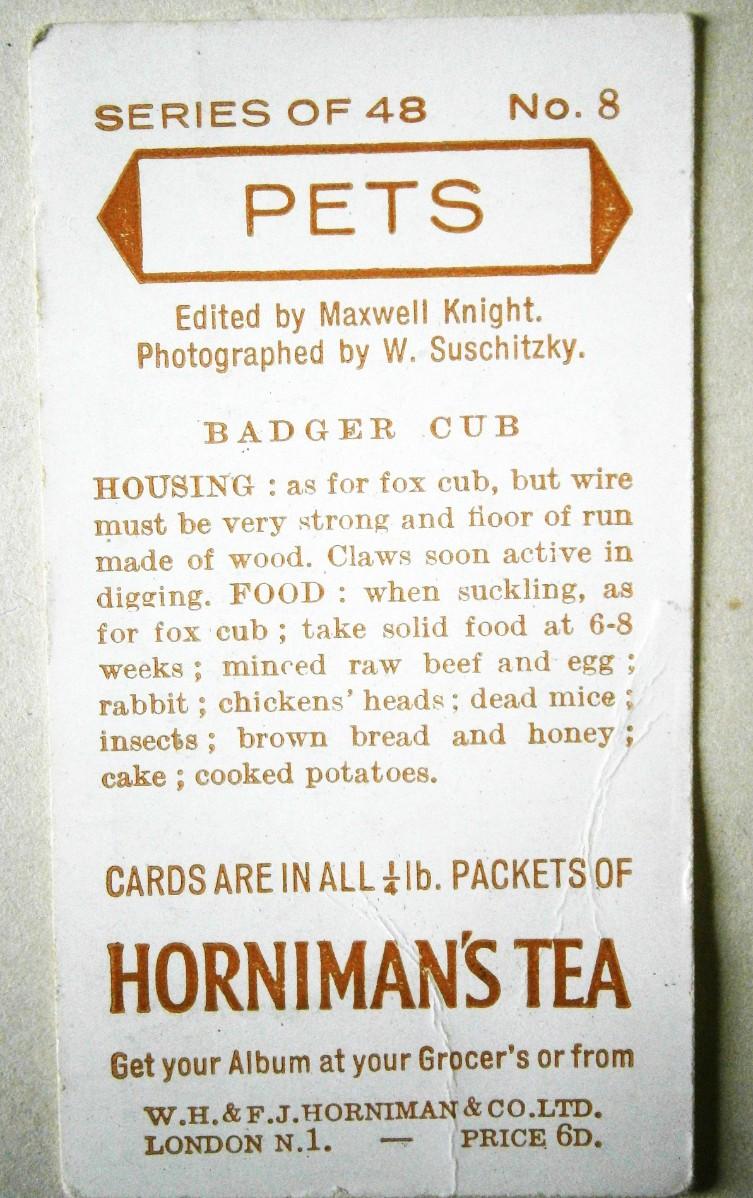 SERIES OF 48 No. 8
PETS
Edited by Maxwell Knight.
Photographed by W. Suschitzky.
BADGER CUB
HOUSING : as for fox cub, but wire
must be very strong and floor of run
made of wood. Claws soon active in
digging. FOOD : when suckling, as
for fox cub ; take solid food at 6-8
weeks ; minced raw beef and egg ;
rabbit ; chickens' heads ; dead mice ;
insects ; brown bread and honey ;
cake ; cooked potatoes.
CARDS ARE IN ALL ¼lb. PACKETS OF
HORNIMAN'S TEA
Get your Album at your Grocer's or from
W.H.&F.J.HORNIMAN&CO.LTD.
LONDON N.1. — PRICE 6D.